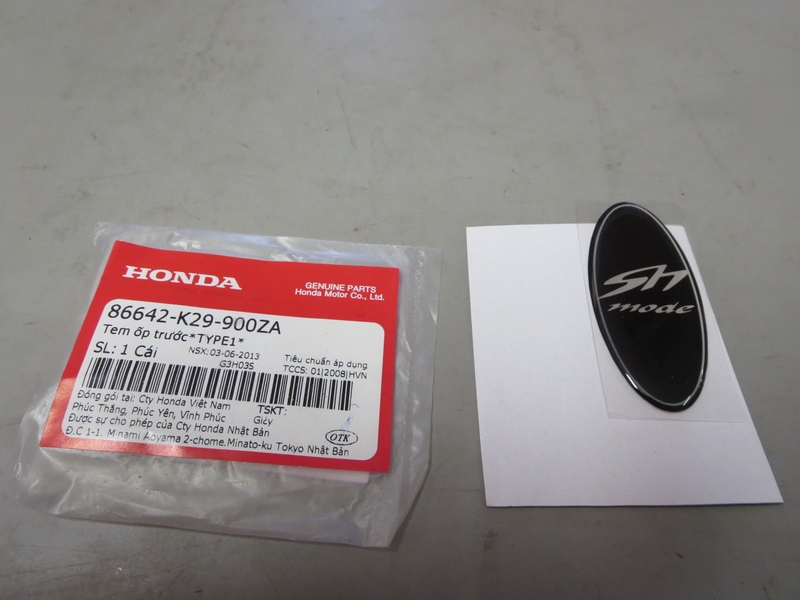 HONDA
GENUINE PARTS
Honda Motor Co., Ltd.
86642-K29-900ZA
Tem ốp trước*TYPE1*
SL: 1 Cái
NSX: 03-06-2013
G3H03S
Tiêu chuẩn áp dụng
TCCS: 01|2008|HVN
Đóng gói tại: Cty Honda Việt Nam
Phúc Thắng, Phúc Yên, Vĩnh Phúc
TSKT:
Giấy
Được sự cho phép của Cty Honda Nhật Bản
Đ.C 1-1, Minami Aoyama 2-chome, Minato-ku Tokyo Nhật Bản
QTK
Sh
mode